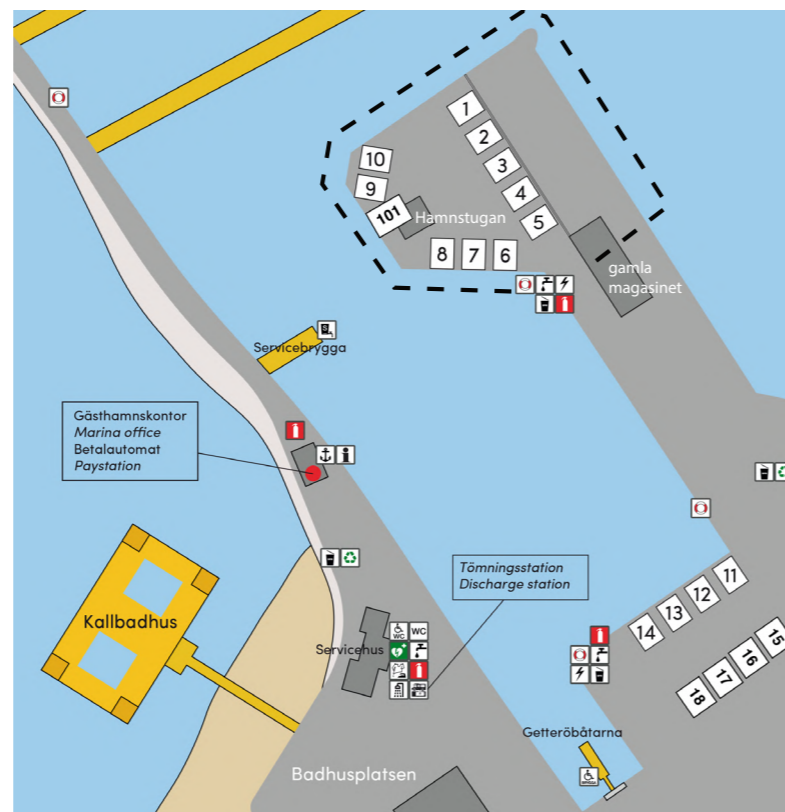 1
2
3
4
5
10
9
101
Hamnstugan
8
7
6
gamla
magasinet
Servicebrygga
Gästhamnskontor
Marina office
Betalautomat
Paystation
Tömningsstation
Discharge station
11
12
13
14
15
16
17
18
Kallbadhus
Servicehus
WC
WC
Getteröbåtarna
Badhusplatsen